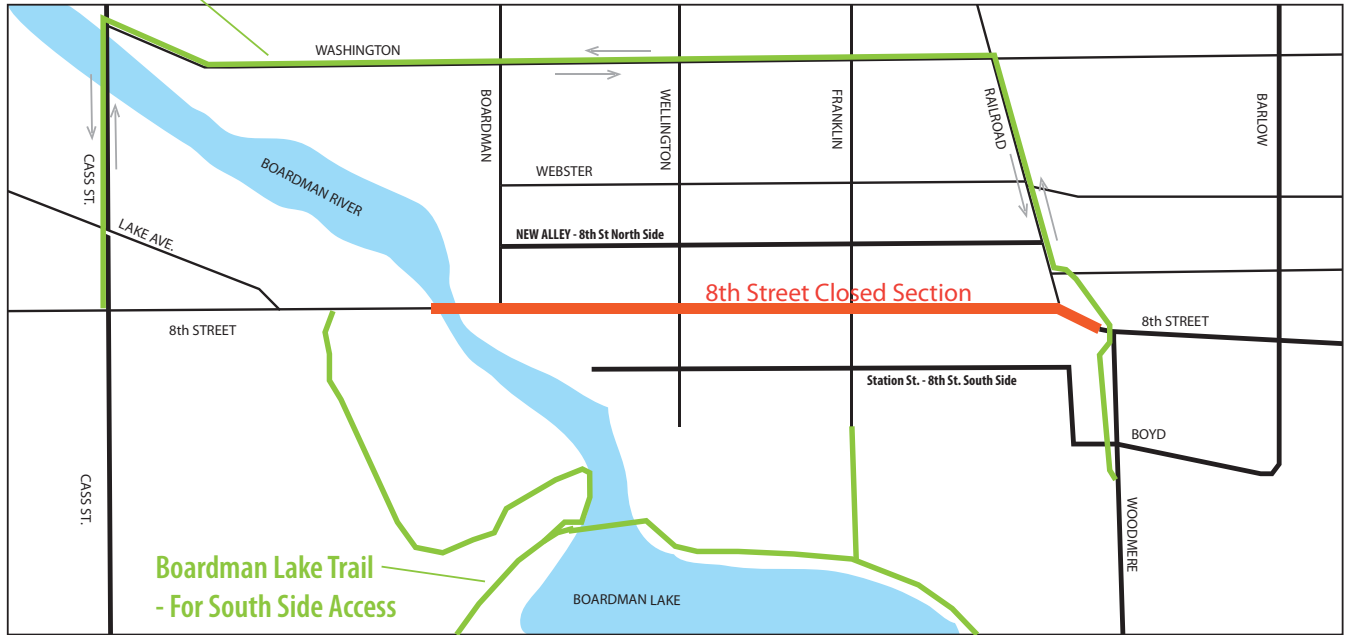 WASHINGTON
BOARDMAN
WELLINGTON
FRANKLIN
RAILROAD
BARLOW
CASS ST.
BOARDMAN RIVER
WEBSTER
LAKE AVE.
NEW ALLEY - 8th St North Side
8th Street Closed Section
8th STREET
8th STREET
Station St. - 8th St. South Side
BOYD
CASS ST.
WOODMERE
Boardman Lake Trail
- For South Side Access
BOARDMAN LAKE